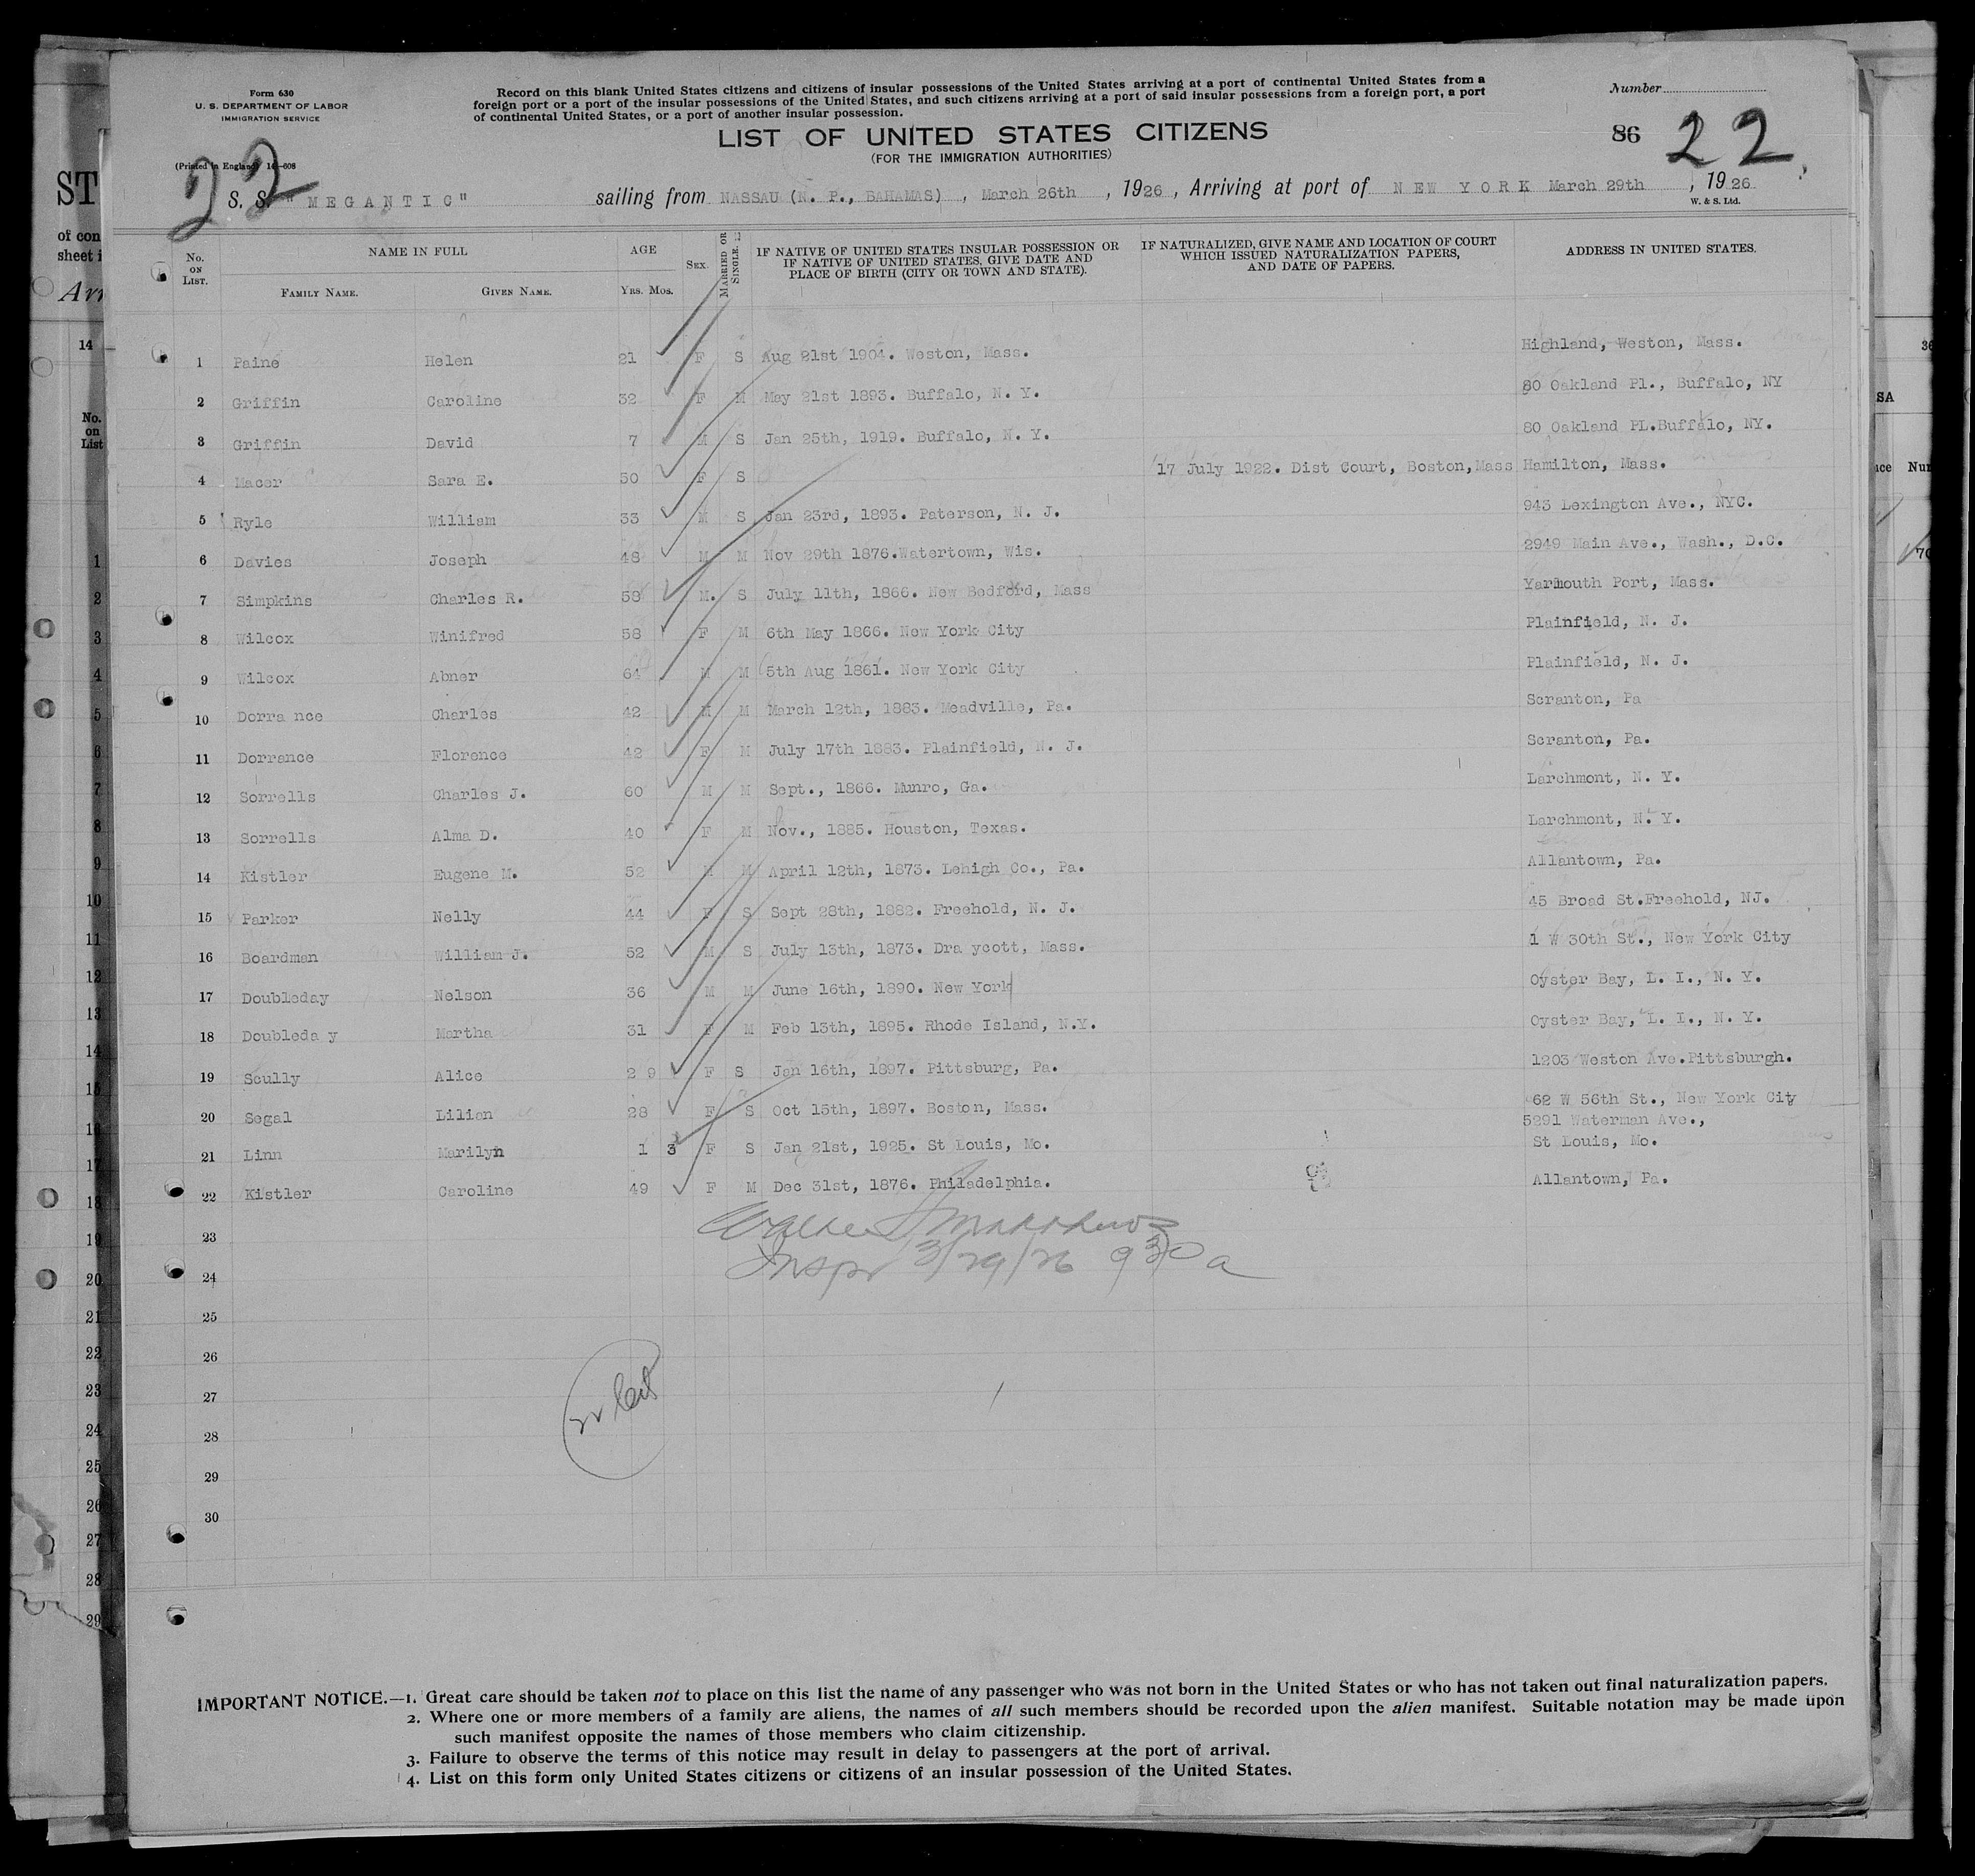 Form 630
U. S. DEPARTMENT OF LABOR
IMMIGRATION SERVICE
(Printed in England) 14-608
Record on this blank United States citizens and citizens of insular possessions of the United States arriving at a port of continental United States from a
foreign port or a port of the insular possessions of the United States, and such citizens arriving at a port of said insular possessions from a foreign port, a port
of continental United States, or a port of another insular possession.
Number
LIST OF UNITED STATES CITIZENS
(FOR THE IMMIGRATION AUTHORITIES)
86 22
22
S. S. "MEGANTIC" sailing from NASSAU (N. P., BAHAMAS), March 26th, 1926, Arriving at port of NEW YORK March 29th, 1926
W. & S. Ltd.
No. on List. NAME IN FULL AGE Sex. Married or Single. IF NATIVE OF UNITED STATES INSULAR POSSESSION OR IF NATIVE OF UNITED STATES, GIVE DATE AND PLACE OF BIRTH (CITY OR TOWN AND STATE). IF NATURALIZED, GIVE NAME AND LOCATION OF COURT WHICH ISSUED NATURALIZATION PAPERS, AND DATE OF PAPERS. ADDRESS IN UNITED STATES.
Family Name. Given Name. Yrs. Mos.
1 Paine Helen 21 F S Aug 21st 1904. Weston, Mass. Highland, Weston, Mass.
2 Griffin Caroline 32 F M May 21st 1893. Buffalo, N. Y. 80 Oakland Pl., Buffalo, NY
3 Griffin David 7 M S Jan 25th, 1919. Buffalo, N. Y. 80 Oakland PL.Buffalo, NY.
4 Macer Sara E. 50 F S 17 July 1922. Dist Court, Boston, Mass Hamilton, Mass.
5 Ryle William 33 M S Jan 23rd, 1893. Paterson, N. J. 943 Lexington Ave., NYC.
6 Davies Joseph 48 M M Nov 29th 1876.Watertown, Wis. 2949 Main Ave., Wash., D.C.
7 Simpkins Charles R. 58 M. S July 11th, 1866. New Bedford, Mass Yarmouth Port, Mass.
8 Wilcox Winifred 58 F M 6th May 1866. New York City Plainfield, N. J.
9 Wilcox Abner 64 M M 5th Aug 1861. New York City Plainfield, N. J.
10 Dorra nce Charles 42 M M March 12th, 1883. Meadville, Pa. Scranton, Pa
11 Dorrance Florence 42 F M July 17th 1883. Plainfield, N. J. Scranton, Pa.
12 Sorrells Charles J. 60 M M Sept., 1866. Munro, Ga. Larchmont, N. Y.
13 Sorrells Alma D. 40 F M Nov., 1885. Houston, Texas. Larchmont, N. Y.
14 Kistler Eugene M. 52 M M April 12th, 1873. Lehigh Co., Pa. Allantown, Pa.
15 Parker Nelly 44 F S Sept 28th, 1882. Freehold, N. J. 45 Broad St.Freehold, NJ.
16 Boardman William J. 52 M S July 13th, 1873. Dra ycott, Mass. 1 W 30th St., New York City
17 Doubleday Nelson 36 M M June 16th, 1890. New York Oyster Bay, L. I., N. Y.
18 Doubleda y Martha 31 F M Feb 13th, 1895. Rhode Island, N.Y. Oyster Bay, L. I., N. Y.
19 Scully Alice 2 9 F S Jan 16th, 1897. Pittsburg, Pa. 1203 Weston Ave.Pittsburgh.
20 Segal Lilian 28 F S Oct 15th, 1897. Boston, Mass. 62 W 56th St., New York City
5291 Waterman Ave.,
21 Linn Marilyn 1 3 F S Jan 21st, 1925. St Louis, Mo. St Louis, Mo.
22 Kistler Caroline 49 F M Dec 31st, 1876. Philadelphia. Allantown, Pa.
23
Inspr 3/29/26 930 a
24
25
26
27
28
29
30
IMPORTANT NOTICE.—1. Great care should be taken not to place on this list the name of any passenger who was not born in the United States or who has not taken out final naturalization papers.
2. Where one or more members of a family are aliens, the names of all such members should be recorded upon the alien manifest. Suitable notation may be made upon
such manifest opposite the names of those members who claim citizenship.
3. Failure to observe the terms of this notice may result in delay to passengers at the port of arrival.
4. List on this form only United States citizens or citizens of an insular possession of the United States.